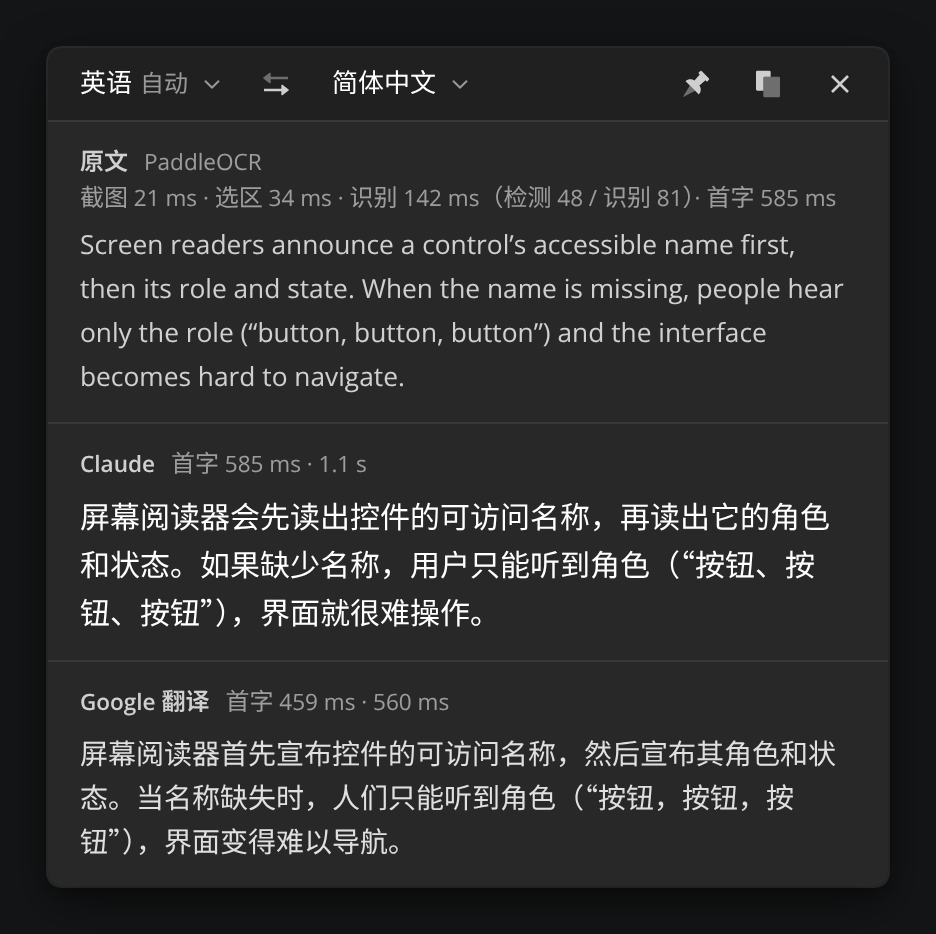 英语 自动 简体中文
原文 PaddleOCR
截图 21 ms · 选区 34 ms · 识别 142 ms（检测 48 / 识别 81）· 首字 585 ms
Screen readers announce a control’s accessible name first,
then its role and state. When the name is missing, people hear
only the role (“button, button, button”) and the interface
becomes hard to navigate.
Claude 首字 585 ms · 1.1 s
屏幕阅读器会先读出控件的可访问名称，再读出它的角色
和状态。如果缺少名称，用户只能听到角色（“按钮、按
钮、按钮”），界面就很难操作。
Google 翻译 首字 459 ms · 560 ms
屏幕阅读器首先宣布控件的可访问名称，然后宣布其角色和状
态。当名称缺失时，人们只能听到角色（“按钮，按钮，按
钮”），界面变得难以导航。